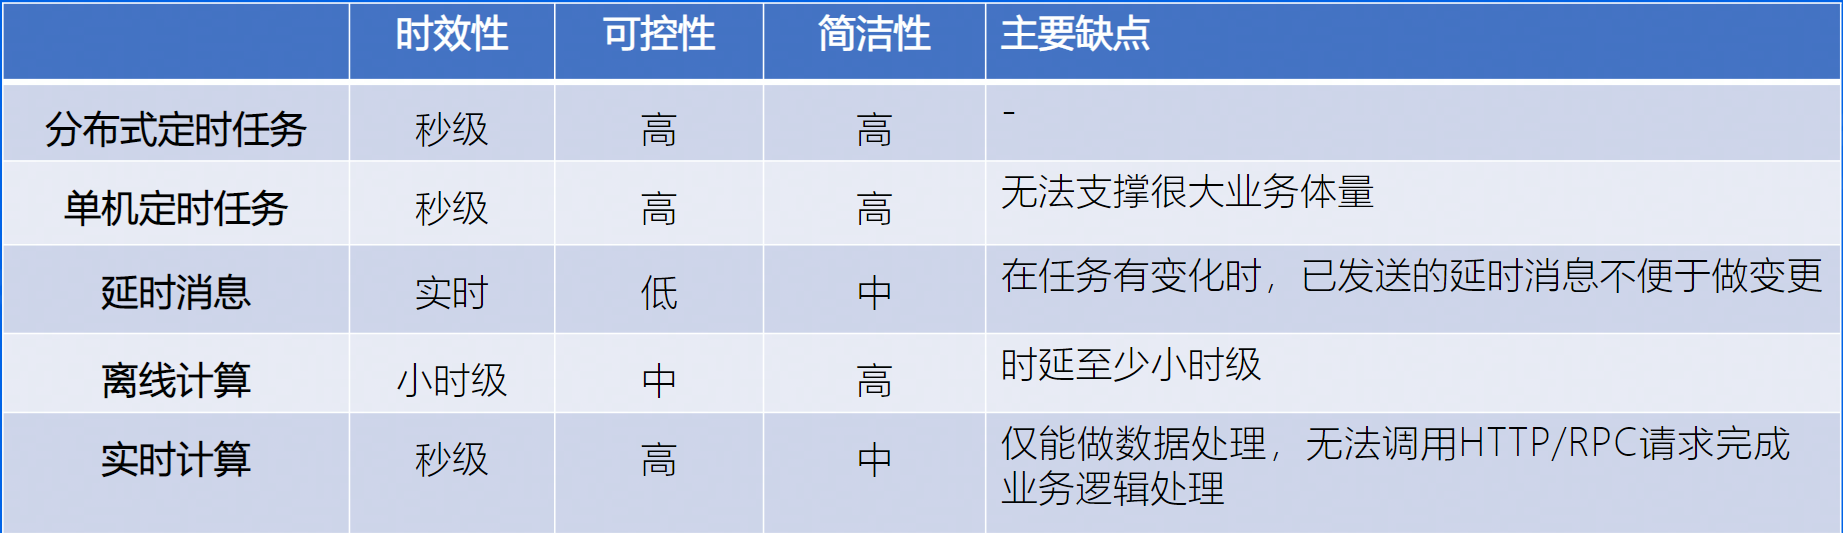 时效性 可控性 简洁性 主要缺点
分布式定时任务 秒级 高 高 -
单机定时任务 秒级 高 高 无法支撑很大业务体量
延时消息 实时 低 中 在任务有变化时，已发送的延时消息不便于做变更
离线计算 小时级 中 高 时延至少小时级
实时计算 秒级 高 中 仅能做数据处理，无法调用HTTP/RPC请求完成
业务逻辑处理